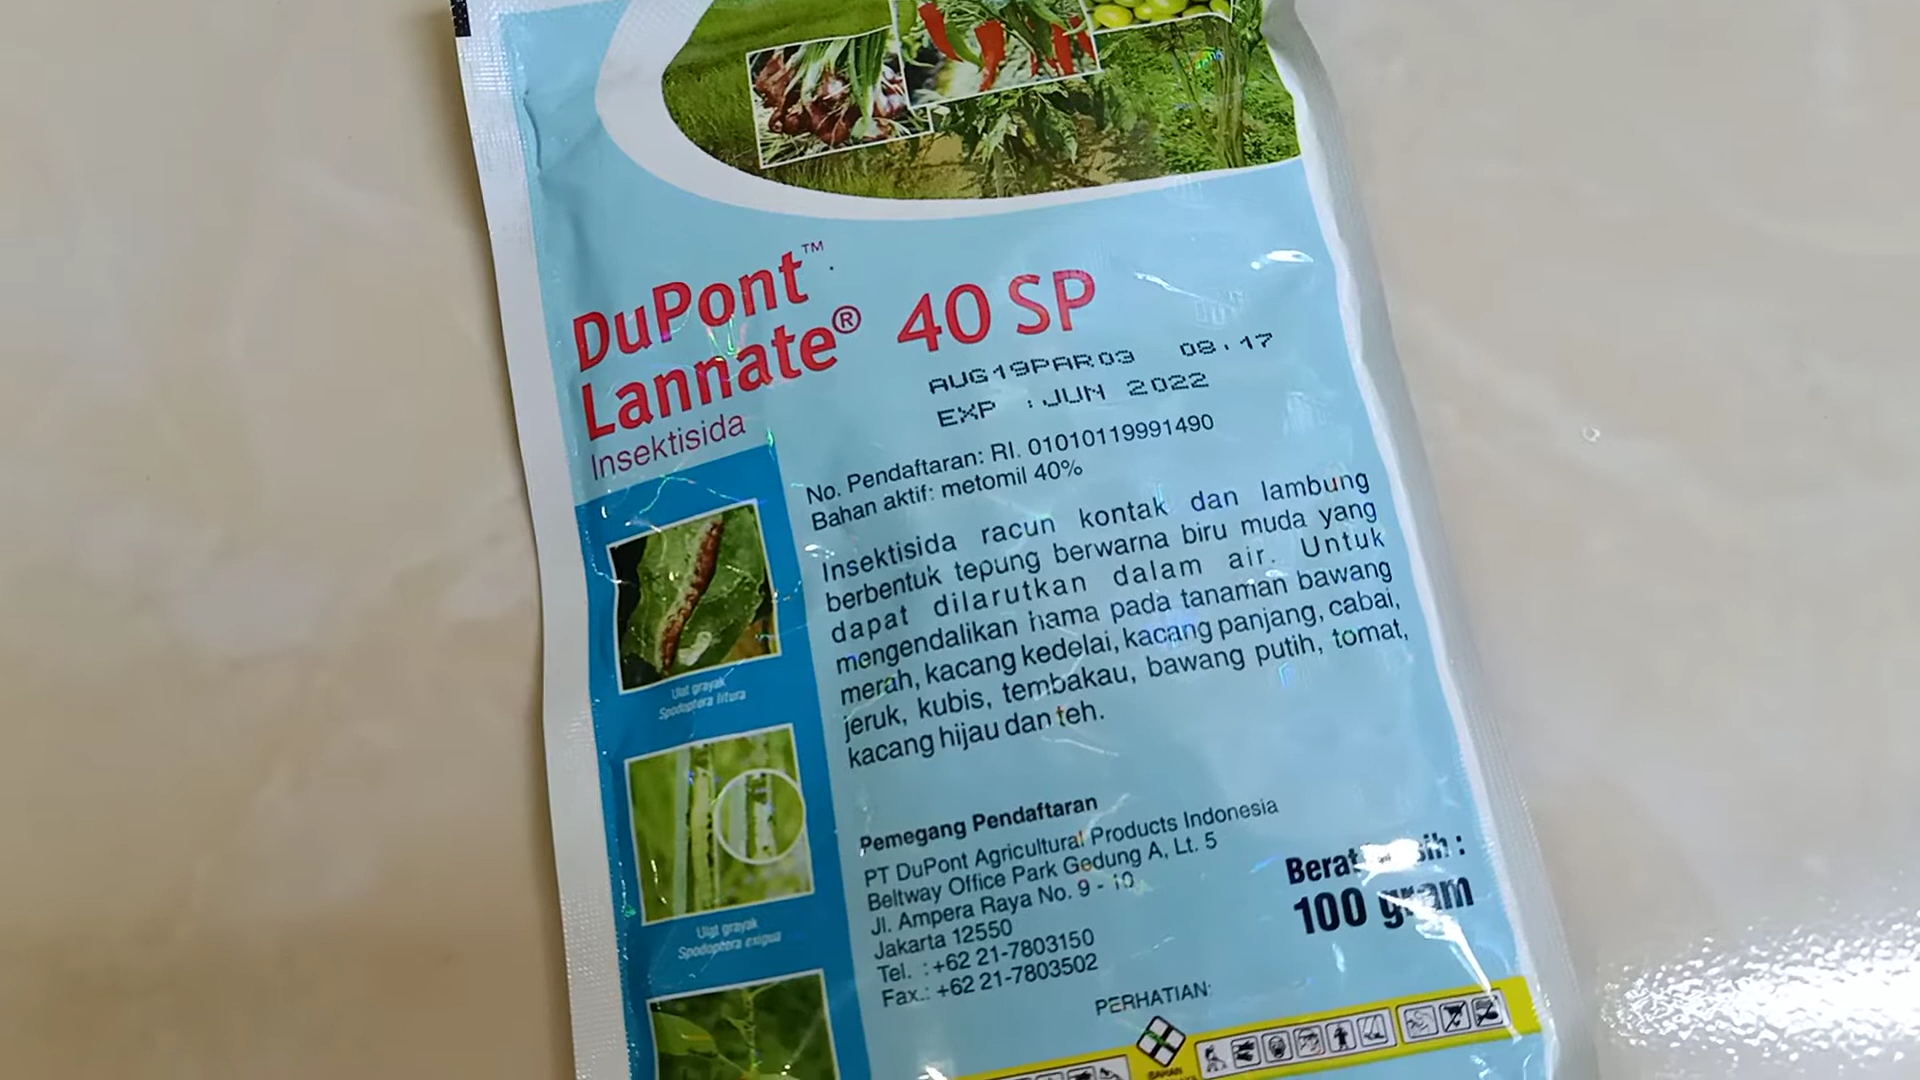 DuPont™
Lannate® 40 SP
Insektisida
AUG19PAR03 08.17
EXP : JUN 2022
No. Pendaftaran: RI. 01010119991490
Bahan aktif: metomil 40%
Insektisida racun kontak dan lambung
berbentuk tepung berwarna biru muda yang
dapat dilarutkan dalam air. Untuk
mengendalikan hama pada tanaman bawang
merah, kacang kedelai, kacang panjang, cabai,
jeruk, kubis, tembakau, bawang putih, tomat,
kacang hijau dan teh.
Ulat grayak
Spodoptera litura
Ulat grayak
Spodoptera exigua
Pemegang Pendaftaran
PT DuPont Agricultural Products Indonesia
Beltway Office Park Gedung A, Lt. 5
Jl. Ampera Raya No. 9 - 10
Jakarta 12550
Tel. : +62 21-7803150
Fax.: +62 21-7803502
100 gram
PERHATIAN:
BAHAN